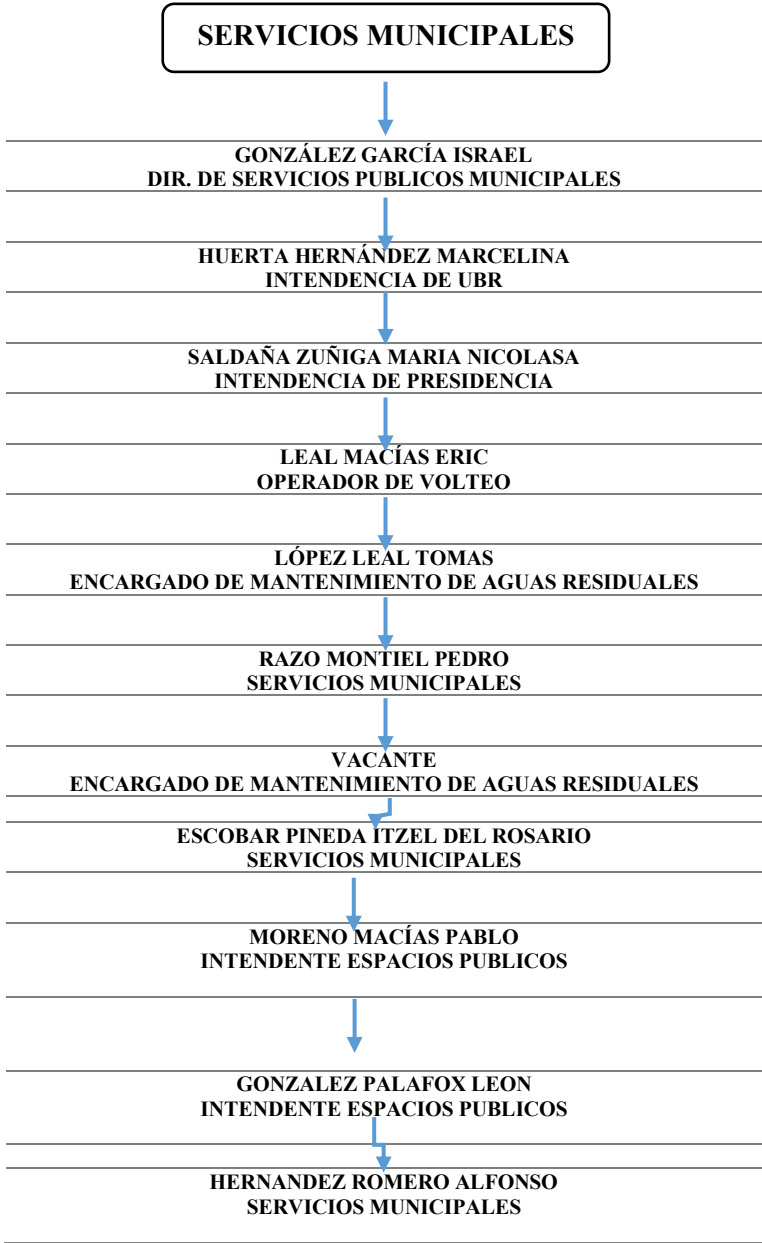 SERVICIOS MUNICIPALES
GONZÁLEZ GARCÍA ISRAEL
DIR. DE SERVICIOS PUBLICOS MUNICIPALES
HUERTA HERNÁNDEZ MARCELINA
INTENDENCIA DE UBR
SALDAÑA ZUÑIGA MARIA NICOLASA
INTENDENCIA DE PRESIDENCIA
LEAL MACÍAS ERIC
OPERADOR DE VOLTEO
LÓPEZ LEAL TOMAS
ENCARGADO DE MANTENIMIENTO DE AGUAS RESIDUALES
RAZO MONTIEL PEDRO
SERVICIOS MUNICIPALES
VACANTE
ENCARGADO DE MANTENIMIENTO DE AGUAS RESIDUALES
ESCOBAR PINEDA ITZEL DEL ROSARIO
SERVICIOS MUNICIPALES
MORENO MACÍAS PABLO
INTENDENTE ESPACIOS PUBLICOS
GONZALEZ PALAFOX LEON
INTENDENTE ESPACIOS PUBLICOS
HERNANDEZ ROMERO ALFONSO
SERVICIOS MUNICIPALES